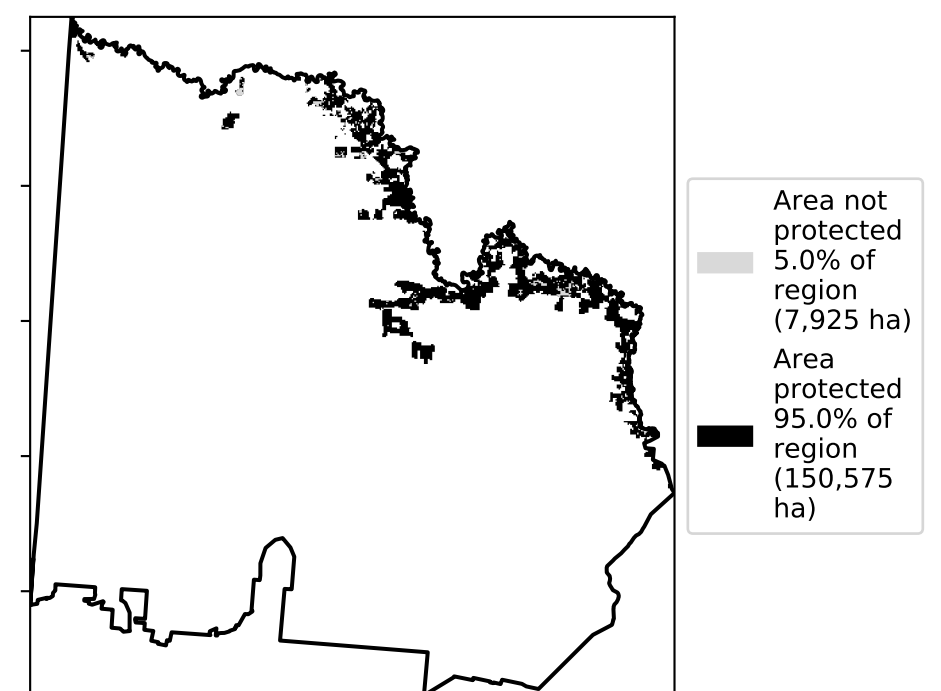 Area not
protected
5.0% of
region
(7,925 ha)
Area
protected
95.0% of
region
(150,575
ha)